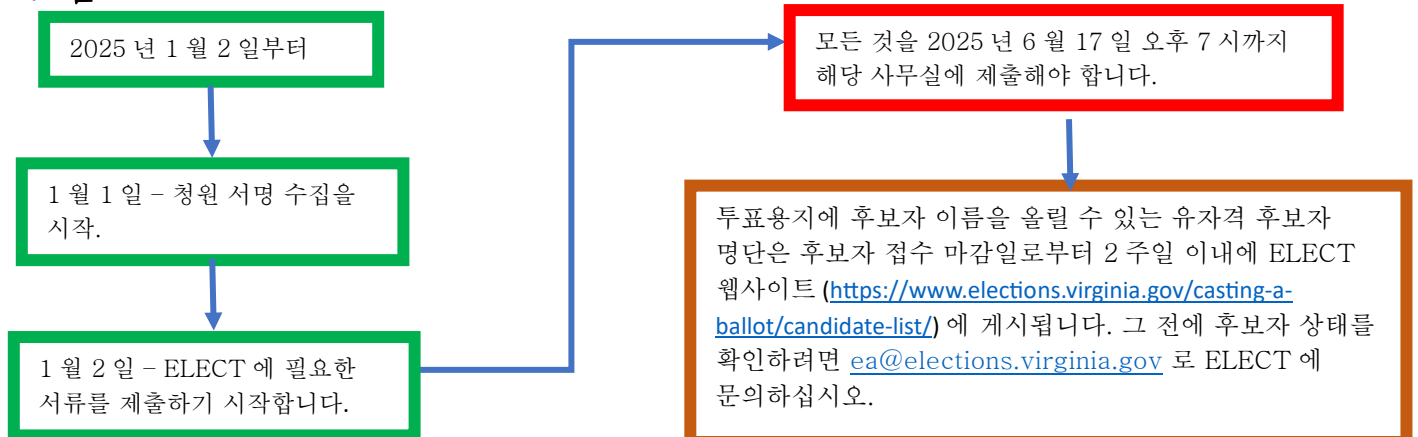 2025 년 1 월 2 일부터
1 월 1 일 – 청원 서명 수집을
시작.
1 월 2 일 – ELECT 에 필요한
서류를 제출하기 시작합니다.
모든 것을 2025 년 6 월 17 일 오후 7 시까지
해당 사무실에 제출해야 합니다.
투표용지에 후보자 이름을 올릴 수 있는 유자격 후보자
명단은 후보자 접수 마감일로부터 2 주일 이내에 ELECT
웹사이트 (https://www.elections.virginia.gov/casting-a-
ballot/candidate-list/) 에 게시됩니다. 그 전에 후보자 상태를
확인하려면 ea@elections.virginia.gov 로 ELECT 에
문의하십시오.